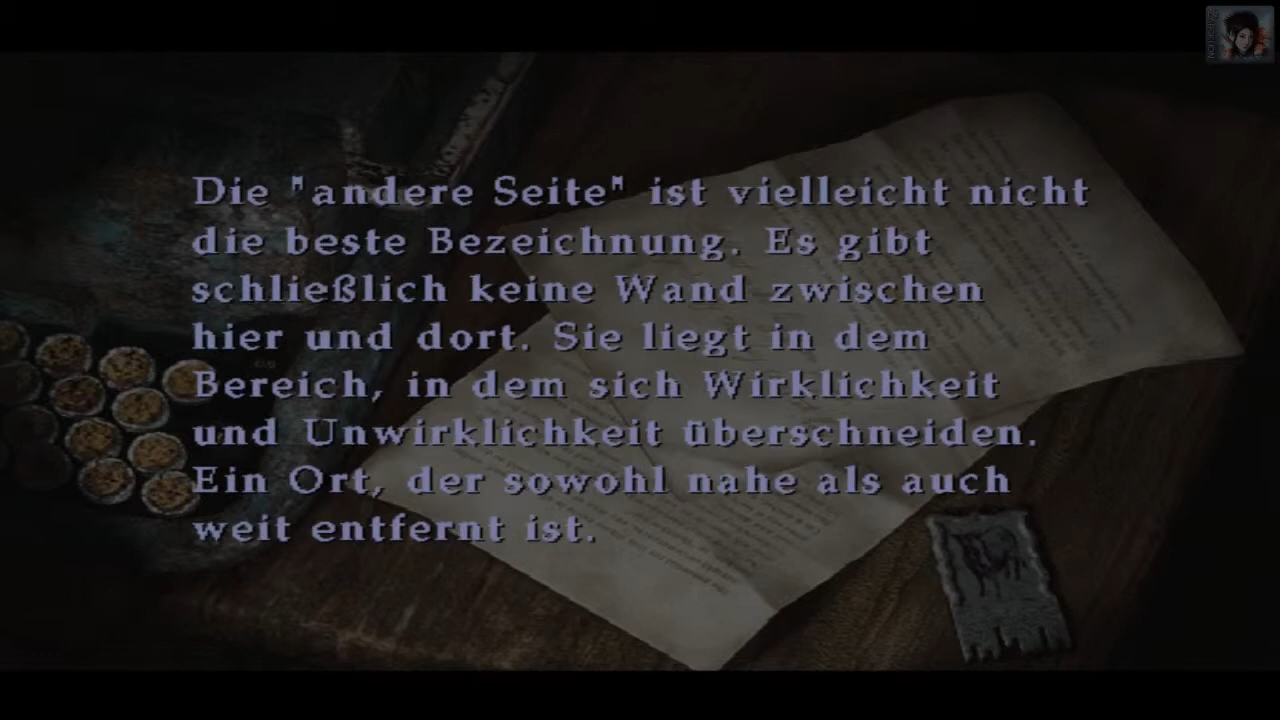 Die "andere Seite" ist vielleicht nicht
die beste Bezeichnung. Es gibt
schließlich keine Wand zwischen
hier und dort. Sie liegt in dem
Bereich, in dem sich Wirklichkeit
und Unwirklichkeit überschneiden.
Ein Ort, der sowohl nahe als auch
weit entfernt ist.